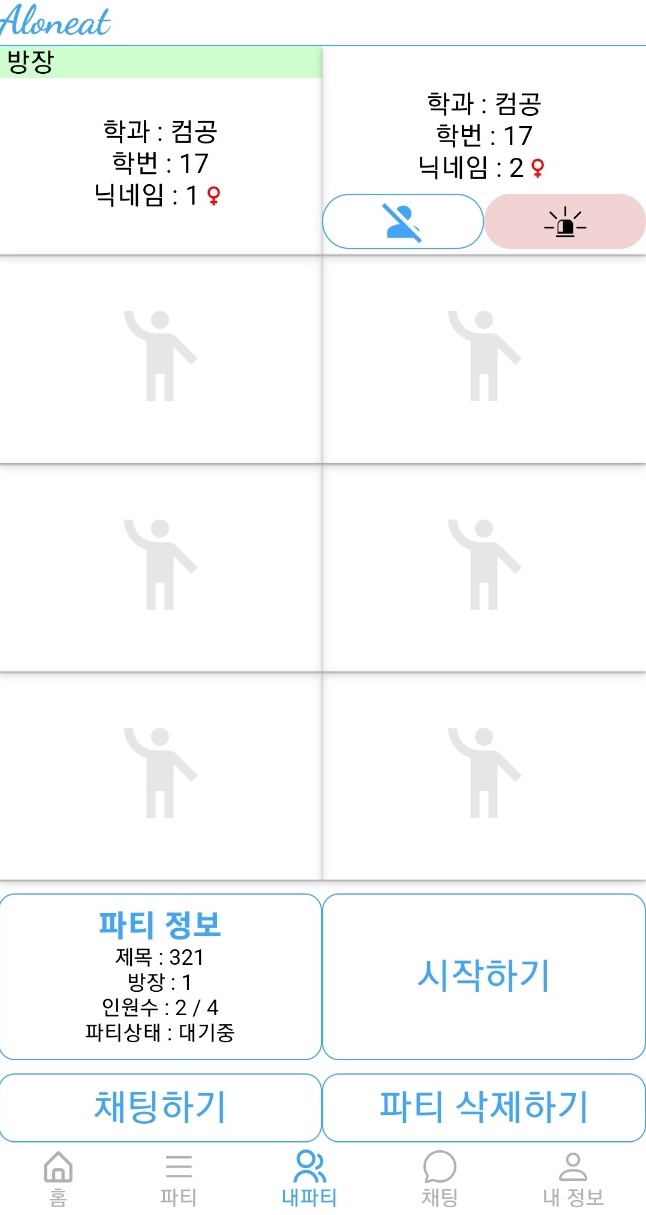 Aloneat
방장
학과 : 컴공
학번 : 17
닉네임 : 1
학과 : 컴공
학번 : 17
닉네임 : 2
파티 정보
제목 : 321
방장 : 1
인원수 : 2 / 4
파티상태 : 대기중
시작하기
채팅하기
파티 삭제하기
홈
파티
내파티
채팅
내 정보